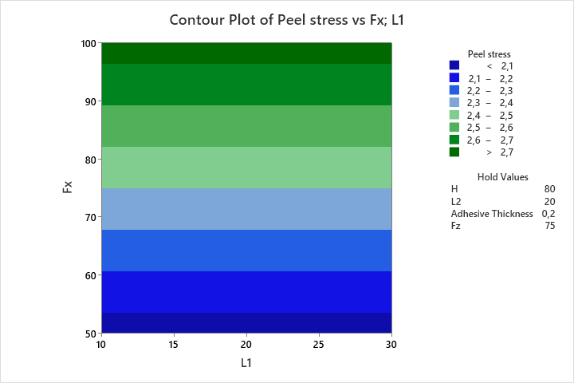 Contour Plot of Peel stress vs Fx; L1
100
90
80
70
60
50
Fx
10 15 20 25 30
L1
Peel stress
< 2,1
2,1 – 2,2
2,2 – 2,3
2,3 – 2,4
2,4 – 2,5
2,5 – 2,6
2,6 – 2,7
> 2,7
Hold Values
H 80
L2 20
Adhesive Thickness 0,2
Fz 75